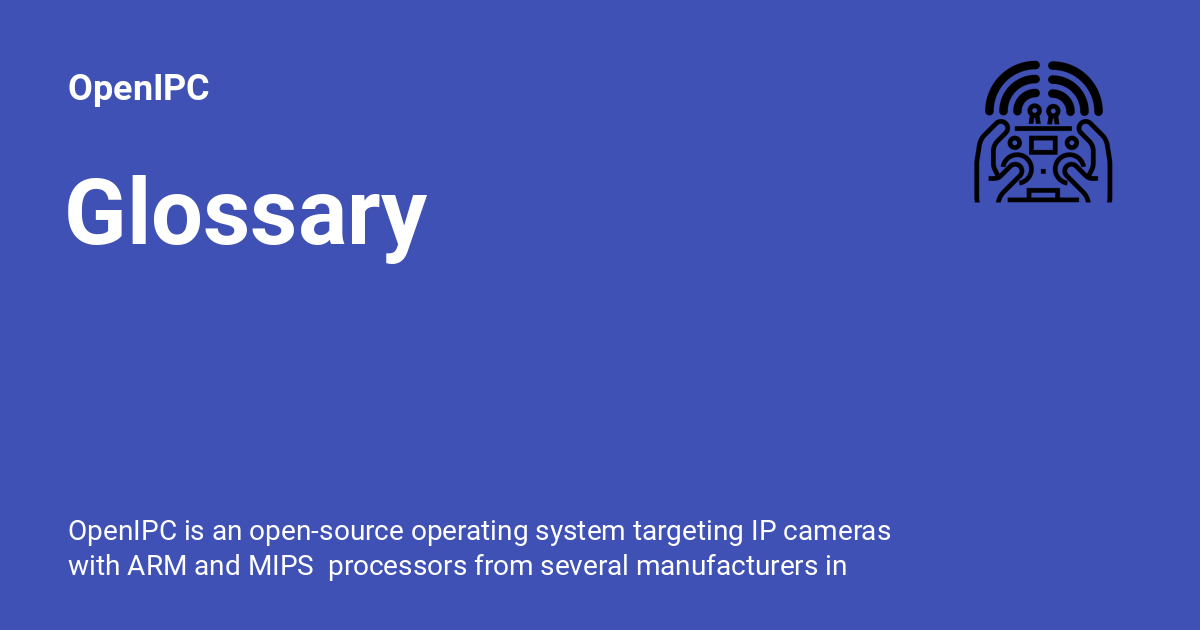 OpenIPC
Glossary
OpenIPC is an open-source operating system targeting IP cameras
with ARM and MIPS  processors from several manufacturers in